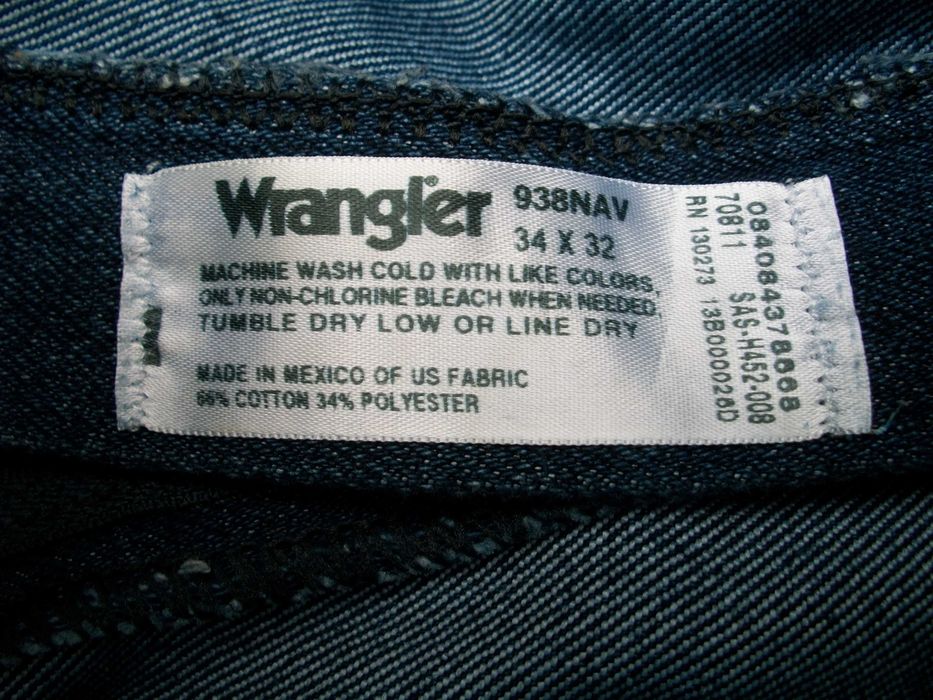 Wrangler
938NAV
34 X 32
MACHINE WASH COLD WITH LIKE COLORS,
ONLY NON-CHLORINE BLEACH WHEN NEEDED,
TUMBLE DRY LOW OR LINE DRY
MADE IN MEXICO OF US FABRIC
66% COTTON 34% POLYESTER
084084378868
SAS-H452-008
70811
RN 130273 13B000026D